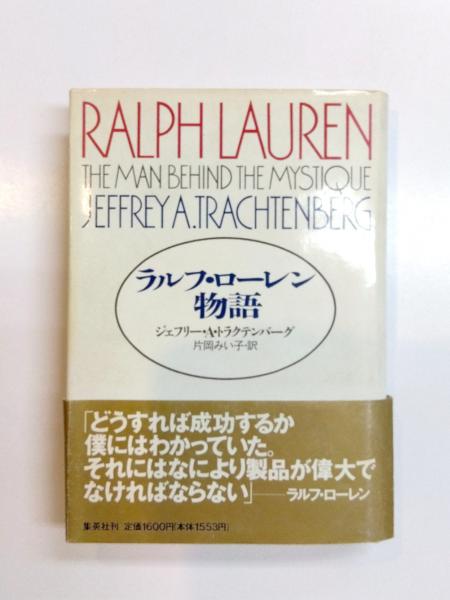 RALPH LAUREN
THE MAN BEHIND THE MYSTIQUE
JEFFREY A. TRACHTENBERG
ラルフ・ローレン
物語
ジェフリー・A・トラクテンバーグ
片岡みい子・訳
「どうすれば成功するか
僕にはわかっていた。
それにはなにより製品が偉大で
なければならない」——ラルフ・ローレン
集英社刊 定価1600円(本体1553円)